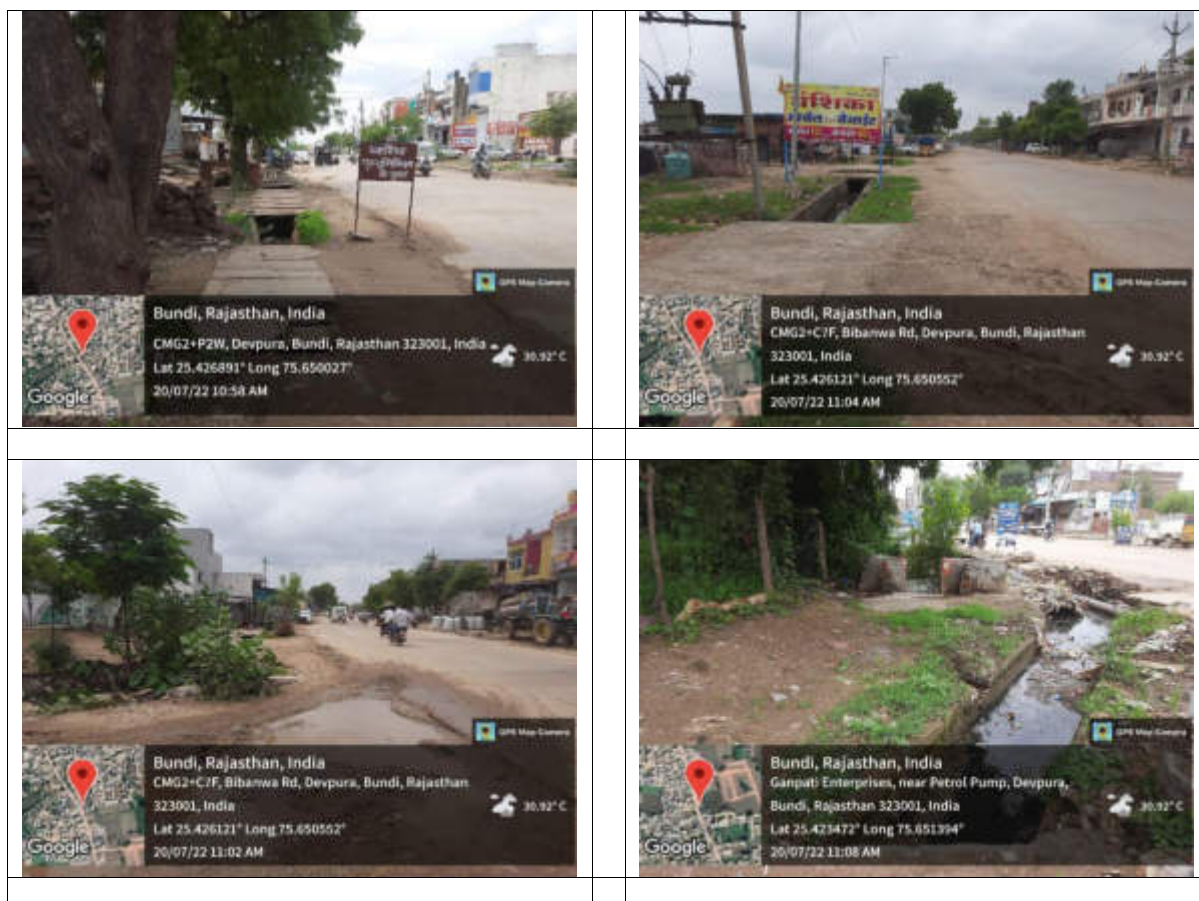 GPS Map Camera
Bundi, Rajasthan, India
CMG2+P2W, Devpura, Bundi, Rajasthan 323001, India
Lat 25.426891° Long 75.650027°
20/07/22 10:58 AM
30.92° C
Google
वंशिका
GPS Map Camera
Bundi, Rajasthan, India
CMG2+C7F, Bibanwa Rd, Devpura, Bundi, Rajasthan
323001, India
Lat 25.426121° Long 75.650552°
20/07/22 11:04 AM
30.92° C
Google
GPS Map Camera
Bundi, Rajasthan, India
CMG2+C7F, Bibanwa Rd, Devpura, Bundi, Rajasthan
323001, India
Lat 25.426121° Long 75.650552°
20/07/22 11:02 AM
30.92° C
Google
GPS Map Camera
Bundi, Rajasthan, India
Ganpati Enterprises, near Petrol Pump, Devpura,
Bundi, Rajasthan 323001, India
Lat 25.423472° Long 75.651394°
20/07/22 11:08 AM
30.92° C
Google